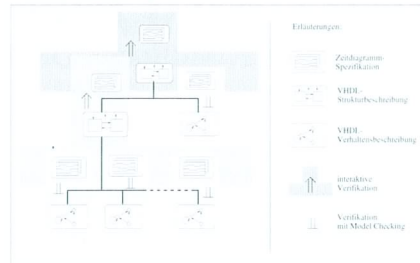 Erläuterungen:
Zeitdiagramm-
Spezifikation
VHDL-
Strukturbeschreibung
VHDL-
Verhaltensbeschreibung
interaktive
Verifikation
Verifikation
mit Model Checking